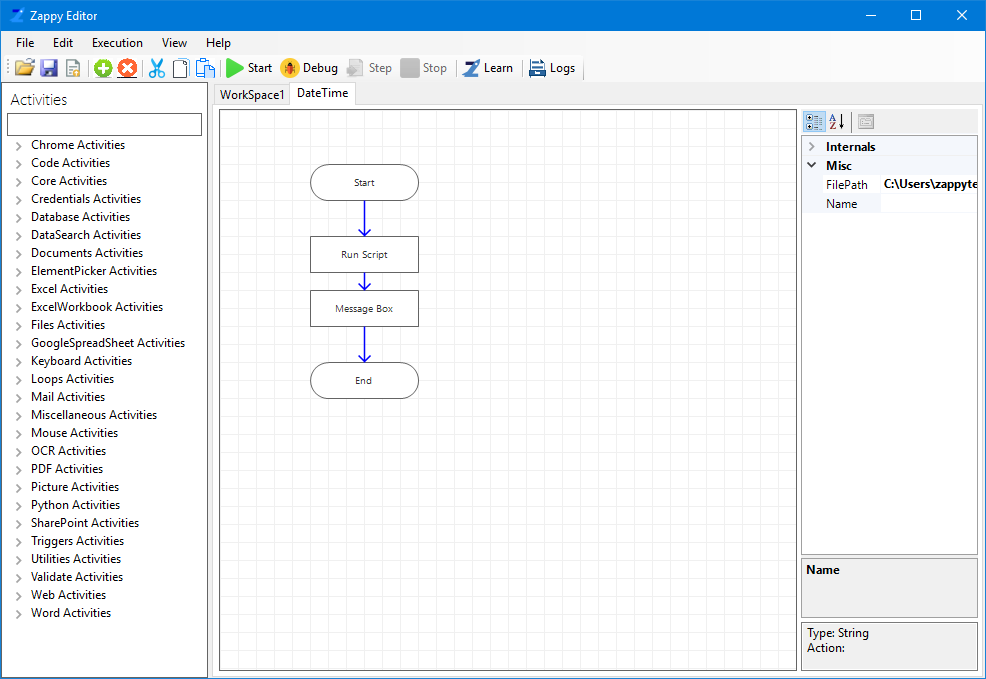 Zappy Editor
File Edit Execution View Help
Start Debug Step Stop Learn Logs
Activities
Chrome Activities
Code Activities
Core Activities
Credentials Activities
Database Activities
DataSearch Activities
Documents Activities
ElementPicker Activities
Excel Activities
ExcelWorkbook Activities
Files Activities
GoogleSpreadSheet Activities
Keyboard Activities
Loops Activities
Mail Activities
Miscellaneous Activities
Mouse Activities
OCR Activities
PDF Activities
Picture Activities
Python Activities
SharePoint Activities
Triggers Activities
Utilities Activities
Validate Activities
Web Activities
Word Activities
WorkSpace1 DateTime
Start
Run Script
Message Box
End
Internals
Misc
FilePath C:\Users\zappyte
Name
Name
Type: String
Action: